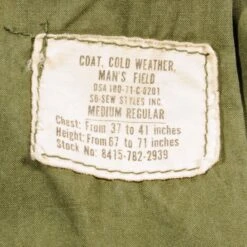 COAT, COLD WEATHER,
MAN'S, FIELD
DSA 100-71-C-0201
SO-SEW STYLES INC.
MEDIUM REGULAR
Chest: From 37 to 41 inches
Height: From 67 to 71 inches
Stock No: 8415-782-2939